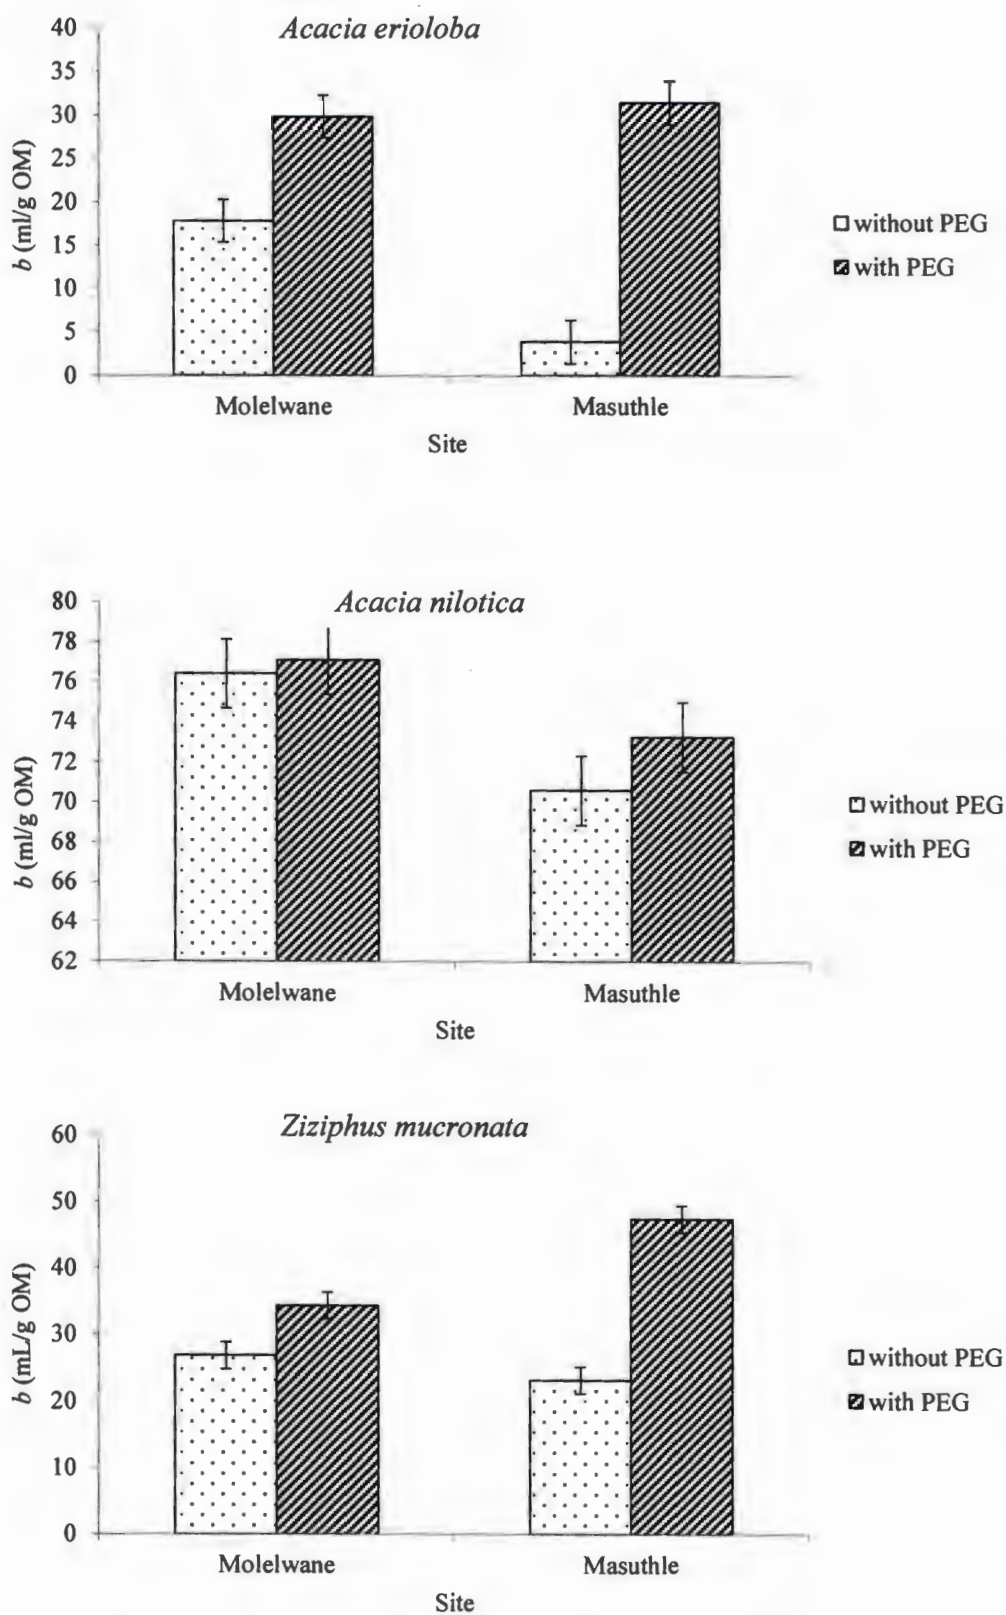 Acacia erioloba
40
35
30
25
20
15
10
5
0
b (ml/g OM)
Molelwane Masuthle
Site
without PEG
with PEG
Acacia nilotica
80
78
76
74
72
70
68
66
64
62
b (ml/g OM)
Molelwane Masuthle
Site
without PEG
with PEG
Ziziphus mucronata
60
50
40
30
20
10
0
b (mL/g OM)
Molelwane Masuthle
Site
without PEG
with PEG